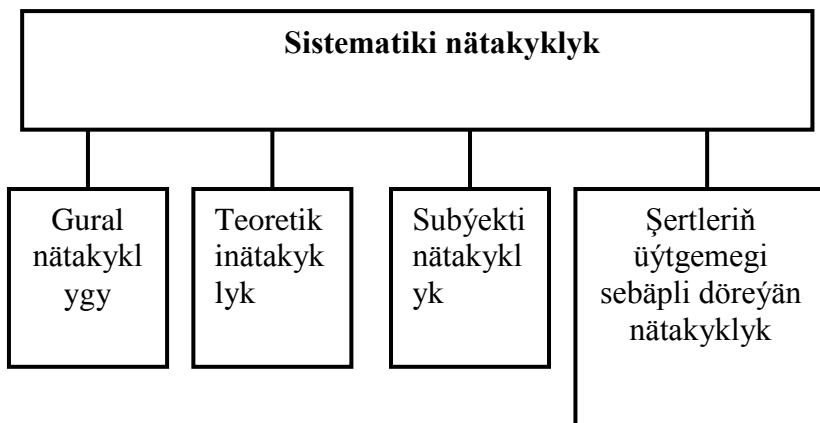 Sistematiki nätakyklyk
Gural
nätakykl
ygy
Teoretik
inätakyk
lyk
Subýekti
nätakykl
yk
Şertleriň
üýtgemegi
sebäpli döreýän
nätakyklyk